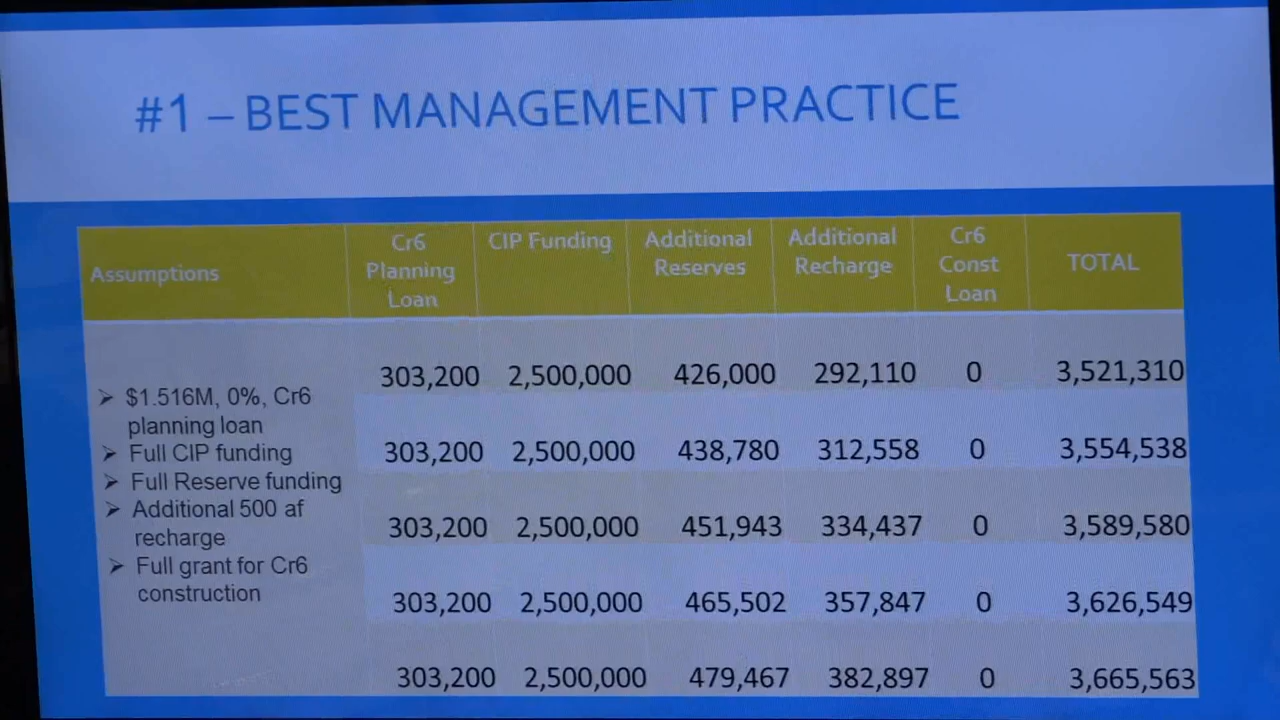 #1 – BEST MANAGEMENT PRACTICE
Assumptions
Cr6
Planning
Loan
CIP Funding
Additional
Reserves
Additional
Recharge
Cr6
Const
Loan
TOTAL
➢ $1.516M, 0%, Cr6
planning loan
➢ Full CIP funding
➢ Full Reserve funding
➢ Additional 500 af
recharge
➢ Full grant for Cr6
construction
303,200 2,500,000 426,000 292,110 0 3,521,310
303,200 2,500,000 438,780 312,558 0 3,554,538
303,200 2,500,000 451,943 334,437 0 3,589,580
303,200 2,500,000 465,502 357,847 0 3,626,549
303,200 2,500,000 479,467 382,897 0 3,665,563